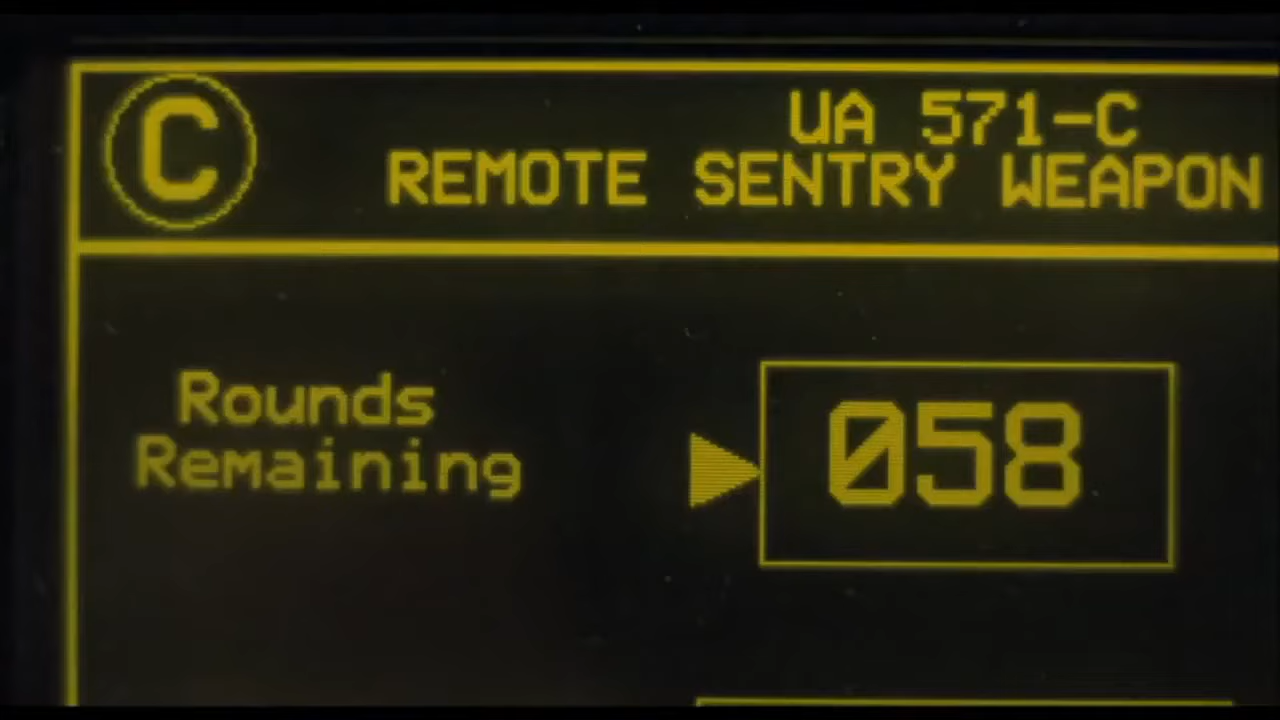 C
UA 571-C
REMOTE SENTRY WEAPON
Rounds
Remaining
058